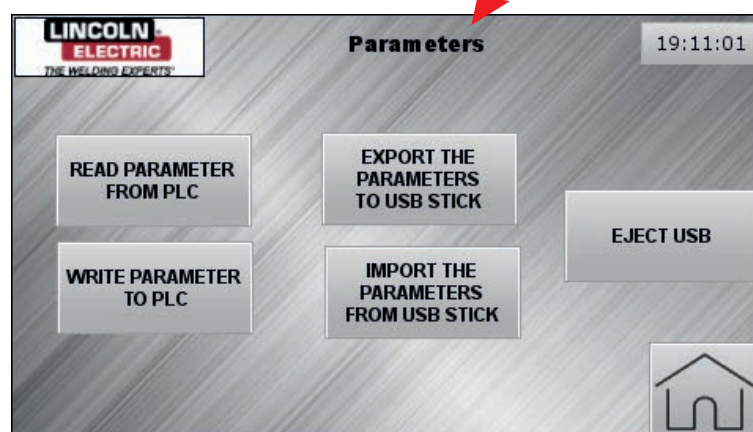 LINCOLN
ELECTRIC
THE WELDING EXPERTS®
Parameters
19:11:01
READ PARAMETER
FROM PLC
EXPORT THE
PARAMETERS
TO USB STICK
EJECT USB
WRITE PARAMETER
TO PLC
IMPORT THE
PARAMETERS
FROM USB STICK